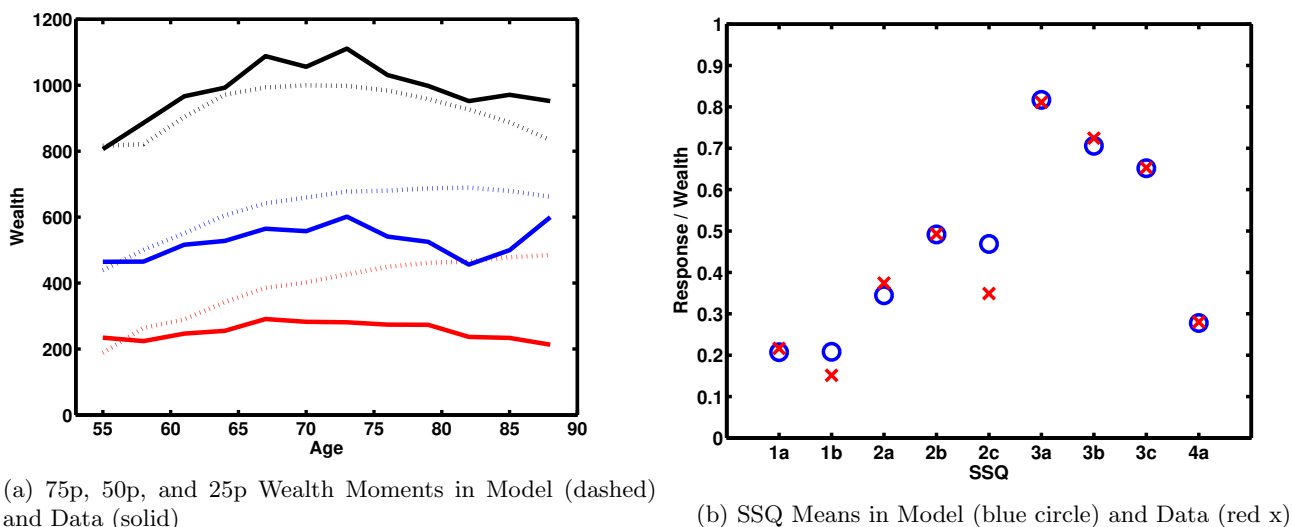 1200
1000
800
600
400
200
0
Wealth
55 60 65 70 75 80 85 90
Age
(a) 75p, 50p, and 25p Wealth Moments in Model (dashed)
and Data (solid)
1
0.9
0.8
0.7
0.6
0.5
0.4
0.3
0.2
0.1
0
Response / Wealth
1a 1b 2a 2b 2c 3a 3b 3c 4a
SSQ
(b) SSQ Means in Model (blue circle) and Data (red x)